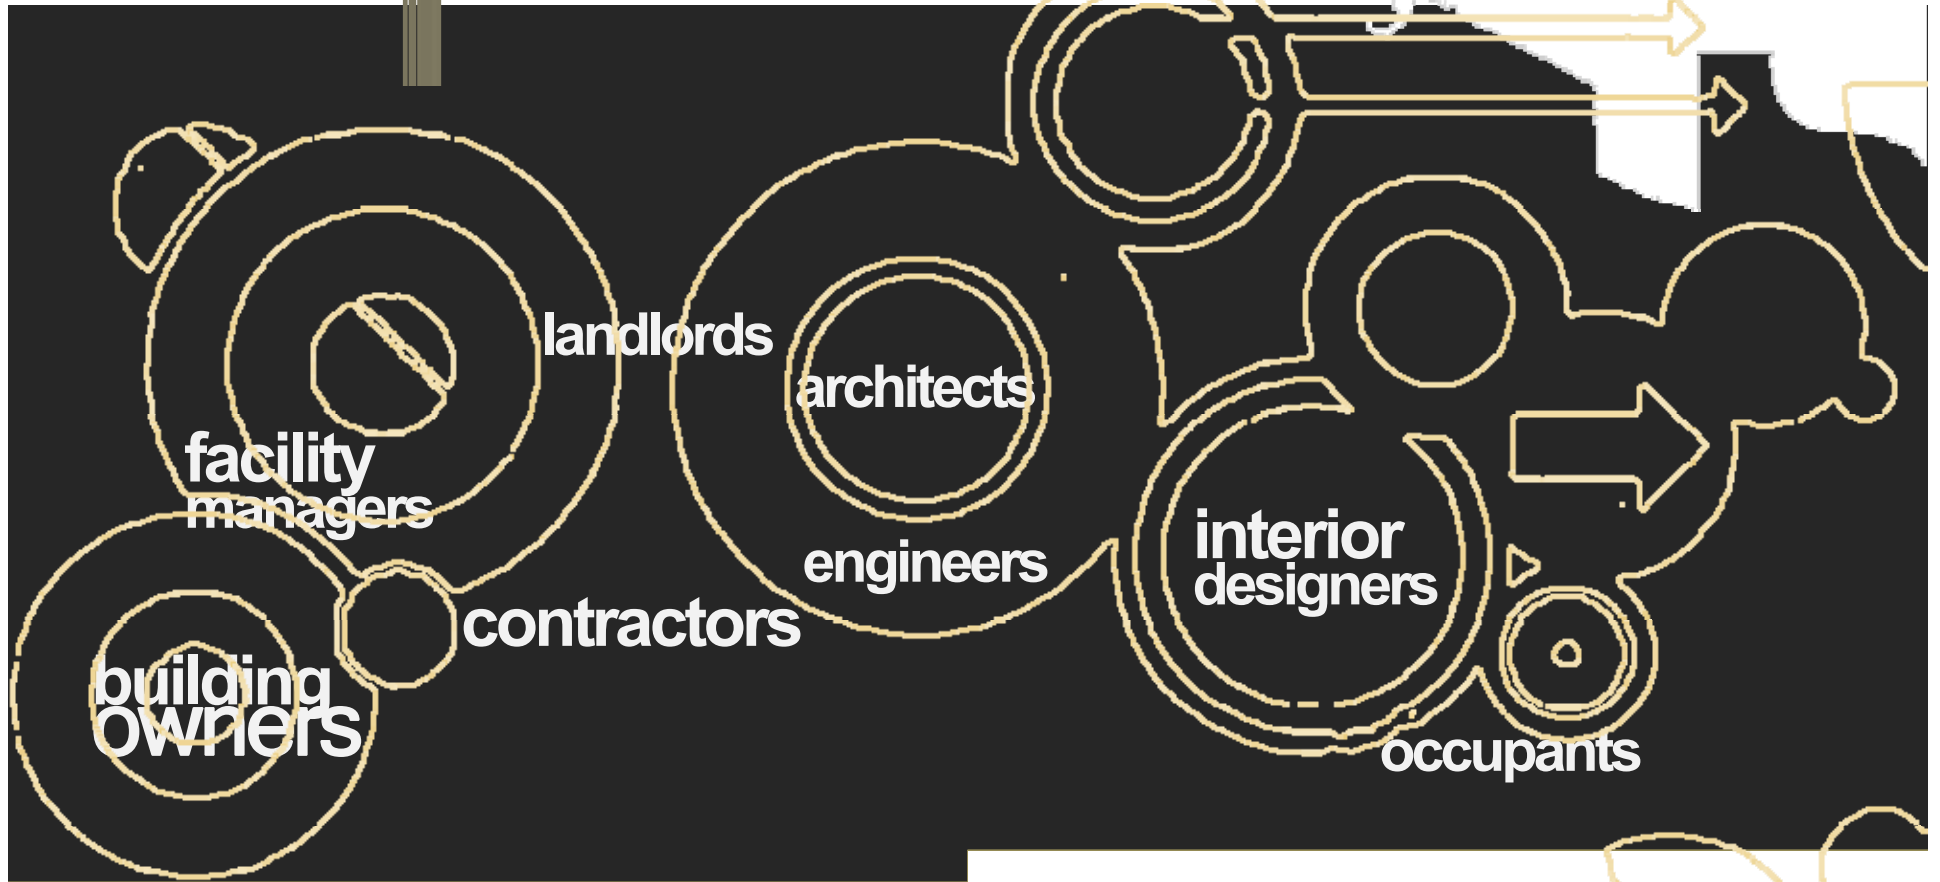 landlords
architects
facility
managers
engineers
interior
designers
contractors
building
owners
occupants